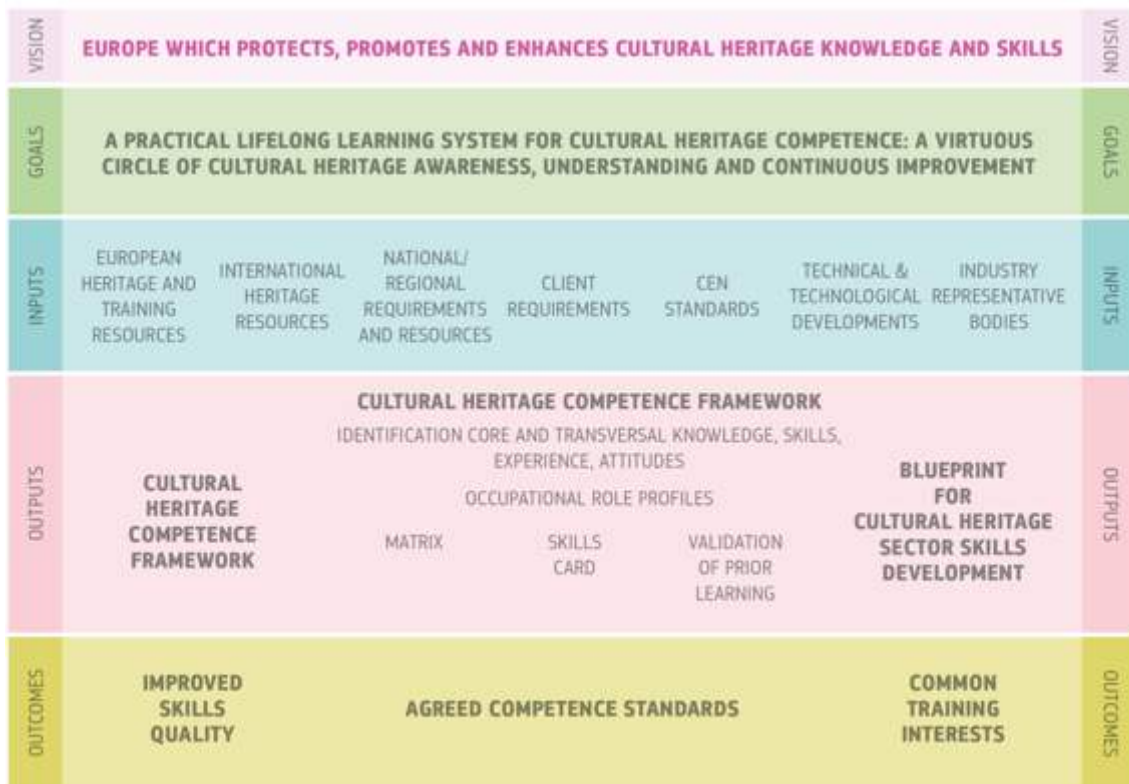 VISION
EUROPE WHICH PROTECTS, PROMOTES AND ENHANCES CULTURAL HERITAGE KNOWLEDGE AND SKILLS
VISION
GOALS
A PRACTICAL LIFELONG LEARNING SYSTEM FOR CULTURAL HERITAGE COMPETENCE: A VIRTUOUS
CIRCLE OF CULTURAL HERITAGE AWARENESS, UNDERSTANDING AND CONTINUOUS IMPROVEMENT
GOALS
INPUTS
EUROPEAN
HERITAGE AND
TRAINING
RESOURCES
INTERNATIONAL
HERITAGE
RESOURCES
NATIONAL/
REGIONAL
REQUIREMENTS
AND RESOURCES
CLIENT
REQUIREMENTS
CEN
STANDARDS
TECHNICAL &
TECHNOLOGICAL
DEVELOPMENTS
INDUSTRY
REPRESENTATIVE
BODIES
INPUTS
OUTPUTS
CULTURAL
HERITAGE
COMPETENCE
FRAMEWORK
CULTURAL HERITAGE COMPETENCE FRAMEWORK
IDENTIFICATION CORE AND TRANSVERSAL KNOWLEDGE, SKILLS,
EXPERIENCE, ATTITUDES
OCCUPATIONAL ROLE PROFILES
MATRIX
SKILLS
CARD
VALIDATION
OF PRIOR
LEARNING
BLUEPRINT
FOR
CULTURAL HERITAGE
SECTOR SKILLS
DEVELOPMENT
OUTPUTS
OUTCOMES
IMPROVED
SKILLS
QUALITY
AGREED COMPETENCE STANDARDS
COMMON
TRAINING
INTERESTS
OUTCOMES